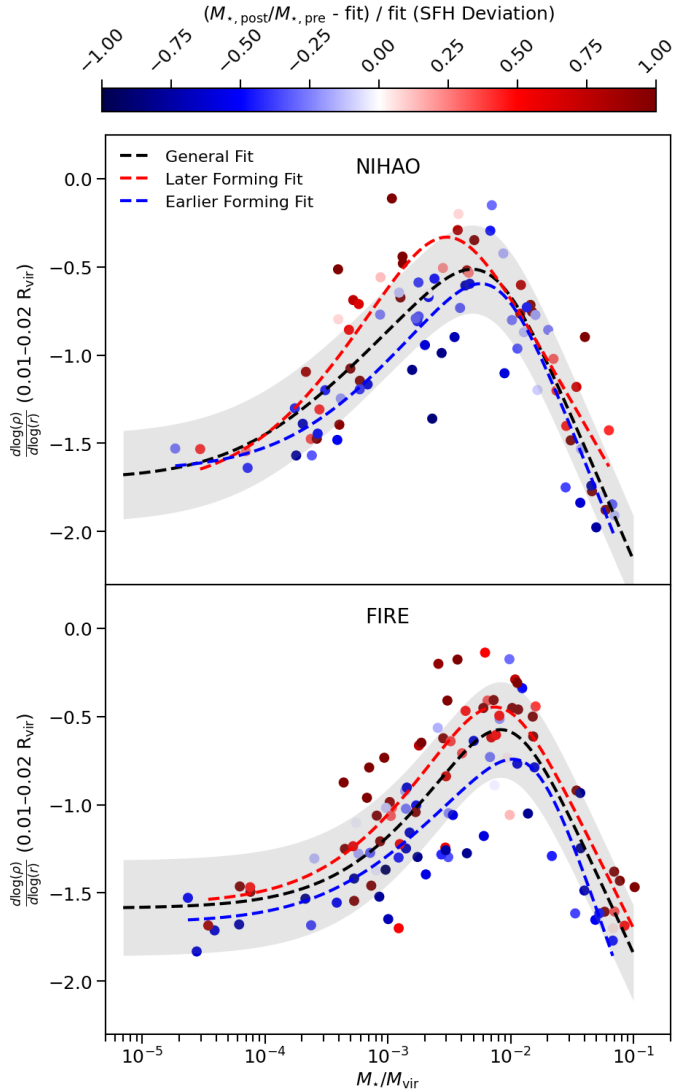 (M⋆,post/M⋆,pre - fit) / fit (SFH Deviation)
−1.00 −0.75 −0.50 −0.25 0.00 0.25 0.50 0.75 1.00
General Fit
Later Forming Fit
Earlier Forming Fit
NIHAO
0.0
−0.5
−1.0
−1.5
−2.0
dlog(ρ)/dlog(r) (0.01–0.02 Rvir)
FIRE
0.0
−0.5
−1.0
−1.5
−2.0
dlog(ρ)/dlog(r) (0.01–0.02 Rvir)
10⁻⁵ 10⁻⁴ 10⁻³ 10⁻² 10⁻¹
M⋆/Mvir